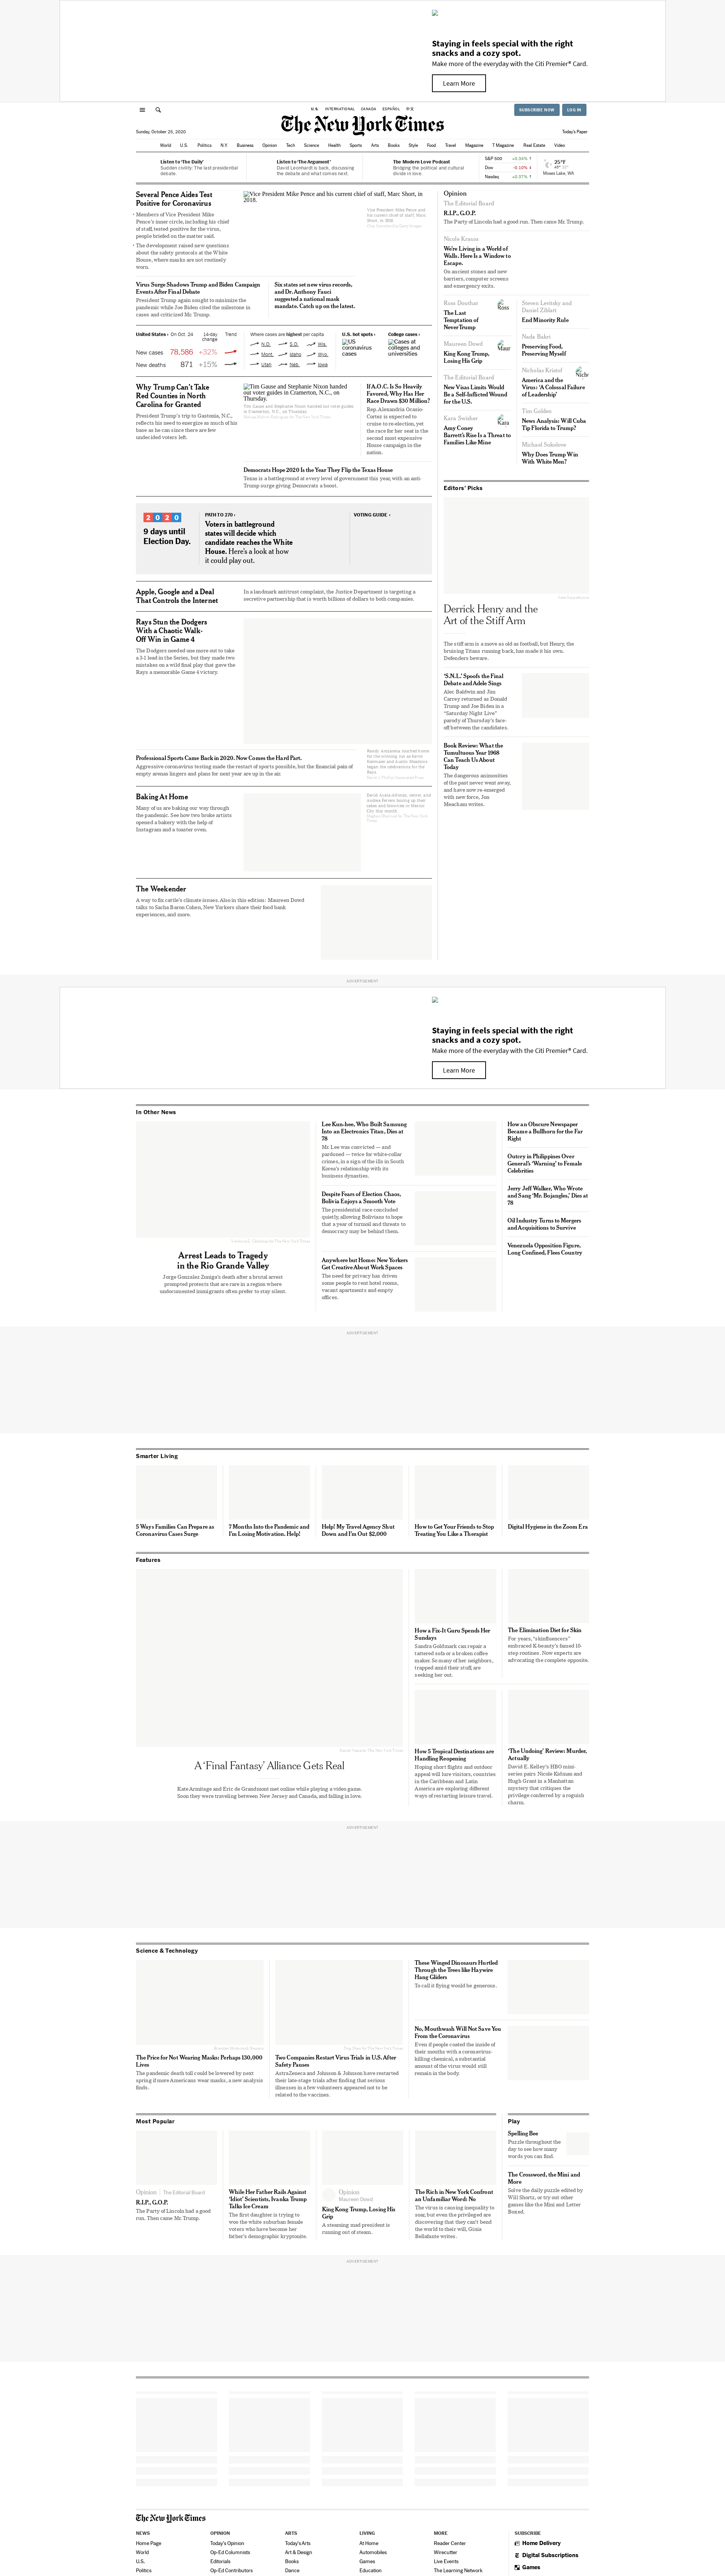 Staying in feels special with the right
snacks and a cozy spot.
Make more of the everyday with the Citi Premier® Card.
Learn More
U.S. INTERNATIONAL CANADA ESPAÑOL 中文
SUBSCRIBE NOW LOG IN
The New York Times
Sunday, October 25, 2020
Today's Paper
World U.S. Politics N.Y. Business Opinion Tech Science Health Sports Arts Books Style Food Travel Magazine T Magazine Real Estate Video
Listen to 'The Daily'
Sudden civility: The last presidential
debate.
Listen to 'The Argument'
David Leonhardt is back, discussing
the debate and what comes next.
The Modern Love Podcast
Bridging the political and cultural
divide in love.
S&P 500 +0.34% ↑
Dow -0.10% ↓
Nasdaq +0.37% ↑
25°F
Moses Lake, WA
Several Pence Aides Test
Positive for Coronavirus
Members of Vice President Mike
Pence's inner circle, including his chief
of staff, tested positive for the virus,
people briefed on the matter said.
The development raised new questions
about the safety protocols at the White
House, where masks are not routinely
worn.
Vice President Mike Pence and his current chief of staff, Marc Short, in
2018.
Vice President Mike Pence and
his current chief of staff, Marc
Short, in 2018.
Virus Surge Shadows Trump and Biden Campaign
Events After Final Debate
President Trump again sought to minimize the
pandemic while Joe Biden cited the milestone in
cases and criticized Mr. Trump.
Six states set new virus records,
and Dr. Anthony Fauci
suggested a national mask
mandate. Catch up on the latest.
United States › On Oct. 24 14-day
change Trend
New cases 78,586 +32%
New deaths 871 +15%
Where cases are highest per capita
N.D. S.D. Wis.
Mont. Idaho Wyo.
Utah Neb. Iowa
U.S. hot spots ›
US
coronavirus
cases
College cases ›
Cases at
colleges and
universities
Why Trump Can't Take
Red Counties in North
Carolina for Granted
President Trump's trip to Gastonia, N.C.,
reflects his need to energize as much of his
base as he can since there are few
undecided voters left.
Tim Gause and Stephanie Nixon handed
out voter guides in Cramerton, N.C., on
Thursday.
Tim Gause and Stephanie Nixon handed out voter guides
in Cramerton, N.C., on Thursday.
If A.O.C. Is So Heavily
Favored, Why Has Her
Race Drawn $30 Million?
Rep. Alexandria Ocasio-
Cortez is expected to
cruise to re-election, yet
the race for her seat is the
second most expensive
House campaign in the
nation.
Democrats Hope 2020 Is the Year They Flip the Texas House
Texas is a battleground at every level of government this year, with an anti-
Trump surge giving Democrats a boost.
2020
9 days until
Election Day.
PATH TO 270 ›
Voters in battleground
states will decide which
candidate reaches the White
House. Here's a look at how
it could play out.
VOTING GUIDE ›
Apple, Google and a Deal
That Controls the Internet
In a landmark antitrust complaint, the Justice Department is targeting a
secretive partnership that is worth billions of dollars to both companies.
Rays Stun the Dodgers
With a Chaotic Walk-
Off Win in Game 4
The Dodgers needed one more out to take
a 3-1 lead in the Series, but they made two
mistakes on a wild final play that gave the
Rays a memorable Game 4 victory.
Professional Sports Came Back in 2020. Now Comes the Hard Part.
Aggressive coronavirus testing made the restart possible, but the financial pain of
empty arenas lingers and plans for next year are up in the air.
Randy Arozarena touched home
for the winning run as Kevin
Kiermaier and Austin Meadows
began the celebrations for the
Rays.
Baking At Home
Many of us are baking our way through
the pandemic. See how two broke artists
opened a bakery with the help of
Instagram and a toaster oven.
The Weekender
A way to fix cattle's climate issues. Also in this edition: Maureen Dowd
talks to Sacha Baron Cohen, New Yorkers share their food bank
experiences, and more.
Opinion
The Editorial Board
R.I.P., G.O.P.
The Party of Lincoln had a good run. Then came Mr. Trump.
Nicole Krauss
We're Living in a World of
Walls. Here Is a Window to
Escape.
On ancient stones and new
barriers, computer screens
and emergency exits.
Ross Douthat
Ross
The Last
Temptation of
NeverTrump
Maureen Dowd
Maur
King Kong Trump,
Losing His Grip
The Editorial Board
New Visa Limits Would
Be a Self-Inflicted Wound
for the U.S.
Kara Swisher
Kara
Amy Coney
Barrett's Rise Is a Threat to
Families Like Mine
Steven Levitsky and
Daniel Ziblatt
End Minority Rule
Nada Bakri
Preserving Food,
Preserving Myself
Nicholas Kristof
Nicho
America and the
Virus: 'A Colossal Failure
of Leadership'
Tim Golden
News Analysis: Will Cuba
Tip Florida to Trump?
Michael Sokolove
Why Does Trump Win
With White Men?
Editors' Picks
Derrick Henry and the
Art of the Stiff Arm
The stiff arm is a move as old as football, but Henry, the
bruising Titans running back, has made it his own.
Defenders beware.
'S.N.L.' Spoofs the Final
Debate and Adele Sings
Alec Baldwin and Jim
Carrey returned as Donald
Trump and Joe Biden in a
"Saturday Night Live"
parody of Thursday's face-
off between the candidates.
Book Review: What the
Tumultuous Year 1968
Can Teach Us About
Today
The dangerous animosities
of the past never went away,
and have now re-emerged
with new force, Jon
Meacham writes.
ADVERTISEMENT
Staying in feels special with the right
snacks and a cozy spot.
Make more of the everyday with the Citi Premier® Card.
Learn More
In Other News
Arrest Leads to Tragedy
in the Rio Grande Valley
Jorge Gonzalez Zuniga's death after a brutal arrest
prompted protests that are rare in a region where
undocumented immigrants often prefer to stay silent.
Lee Kun-hee, Who Built Samsung
Into an Electronics Titan, Dies at
78
Mr. Lee was convicted — and
pardoned — twice for white-collar
crimes, in a sign of the ills in South
Korea's relationship with its
business dynasties.
Despite Fears of Election Chaos,
Bolivia Enjoys a Smooth Vote
The presidential race concluded
quietly, allowing Bolivians to hope
that a year of turmoil and threats to
democracy may be behind them.
Anywhere but Home: New Yorkers
Get Creative About Work Spaces
The need for privacy has driven
some people to rent hotel rooms,
vacant apartments and empty
offices.
How an Obscure Newspaper
Became a Bullhorn for the Far
Right
Outcry in Philippines Over
General's 'Warning' to Female
Celebrities
Jerry Jeff Walker, Who Wrote
and Sang 'Mr. Bojangles,' Dies at
78
Oil Industry Turns to Mergers
and Acquisitions to Survive
Venezuela Opposition Figure,
Long Confined, Flees Country
ADVERTISEMENT
Smarter Living
5 Ways Families Can Prepare as
Coronavirus Cases Surge
7 Months Into the Pandemic and
I'm Losing Motivation. Help!
Help! My Travel Agency Shut
Down and I'm Out $2,000
How to Get Your Friends to Stop
Treating You Like a Therapist
Digital Hygiene in the Zoom Era
Features
A 'Final Fantasy' Alliance Gets Real
Kate Armitage and Eric de Grandmont met online while playing a video game.
Soon they were traveling between New Jersey and Canada, and falling in love.
How a Fix-It Guru Spends Her
Sundays
Sandra Goldmark can repair a
tattered sofa or a broken coffee
maker. So many of her neighbors,
trapped amid their stuff, are
seeking her out.
The Elimination Diet for Skin
For years, "skinfluencers"
embraced K-beauty's famed 10-
step routines. Now experts are
advocating the complete opposite.
How 5 Tropical Destinations are
Handling Reopening
Hoping short flights and outdoor
appeal will lure visitors, countries
in the Caribbean and Latin
America are exploring different
ways of restarting leisure travel.
'The Undoing' Review: Murder,
Actually
David E. Kelley's HBO mini-
series pairs Nicole Kidman and
Hugh Grant in a Manhattan
mystery that critiques the
privilege conferred by a roguish
charm.
ADVERTISEMENT
Science & Technology
The Price for Not Wearing Masks: Perhaps 130,000
Lives
The pandemic death toll could be lowered by next
spring if more Americans wear masks, a new analysis
finds.
Two Companies Restart Virus Trials in U.S. After
Safety Pauses
AstraZeneca and Johnson & Johnson have restarted
their late-stage trials after finding that serious
illnesses in a few volunteers appeared not to be
related to the vaccines.
These Winged Dinosaurs Hurtled
Through the Trees like Haywire
Hang Gliders
To call it flying would be generous.
No, Mouthwash Will Not Save You
From the Coronavirus
Even if people coated the inside of
their mouths with a coronavirus-
killing chemical, a substantial
amount of the virus would still
remain in the body.
Most Popular
Opinion | The Editorial Board
R.I.P., G.O.P.
The Party of Lincoln had a good
run. Then came Mr. Trump.
While Her Father Rails Against
'Idiot' Scientists, Ivanka Trump
Talks Ice Cream
The first daughter is trying to
woo the white suburban female
voters who have become her
father's demographic kryptonite.
Opinion
Maureen Dowd
King Kong Trump, Losing His
Grip
A steaming mad president is
running out of steam.
The Rich in New York Confront
an Unfamiliar Word: No
The virus is causing inequality to
soar, but even the privileged are
discovering that they can't bend
the world to their will, Ginia
Bellafante writes.
Play
Spelling Bee
Puzzle throughout the
day to see how many
words you can find.
The Crossword, the Mini and
More
Solve the daily puzzle edited by
Will Shortz, or try out other
games like the Mini and Letter
Boxed.
ADVERTISEMENT
The New York Times
NEWS
Home Page
World
U.S.
Politics
OPINION
Today's Opinion
Op-Ed Columnists
Editorials
Op-Ed Contributors
ARTS
Today's Arts
Art & Design
Books
Dance
LIVING
At Home
Automobiles
Games
Education
MORE
Reader Center
Wirecutter
Live Events
The Learning Network
SUBSCRIBE
Home Delivery
Digital Subscriptions
Games